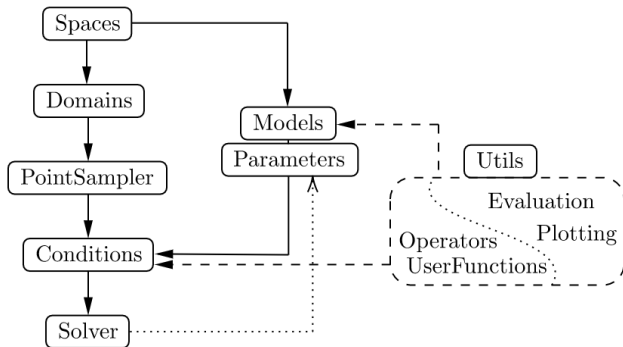 Spaces
Domains
Models
Parameters
PointSampler
Utils
Evaluation
Plotting
Operators
UserFunctions
Conditions
Solver